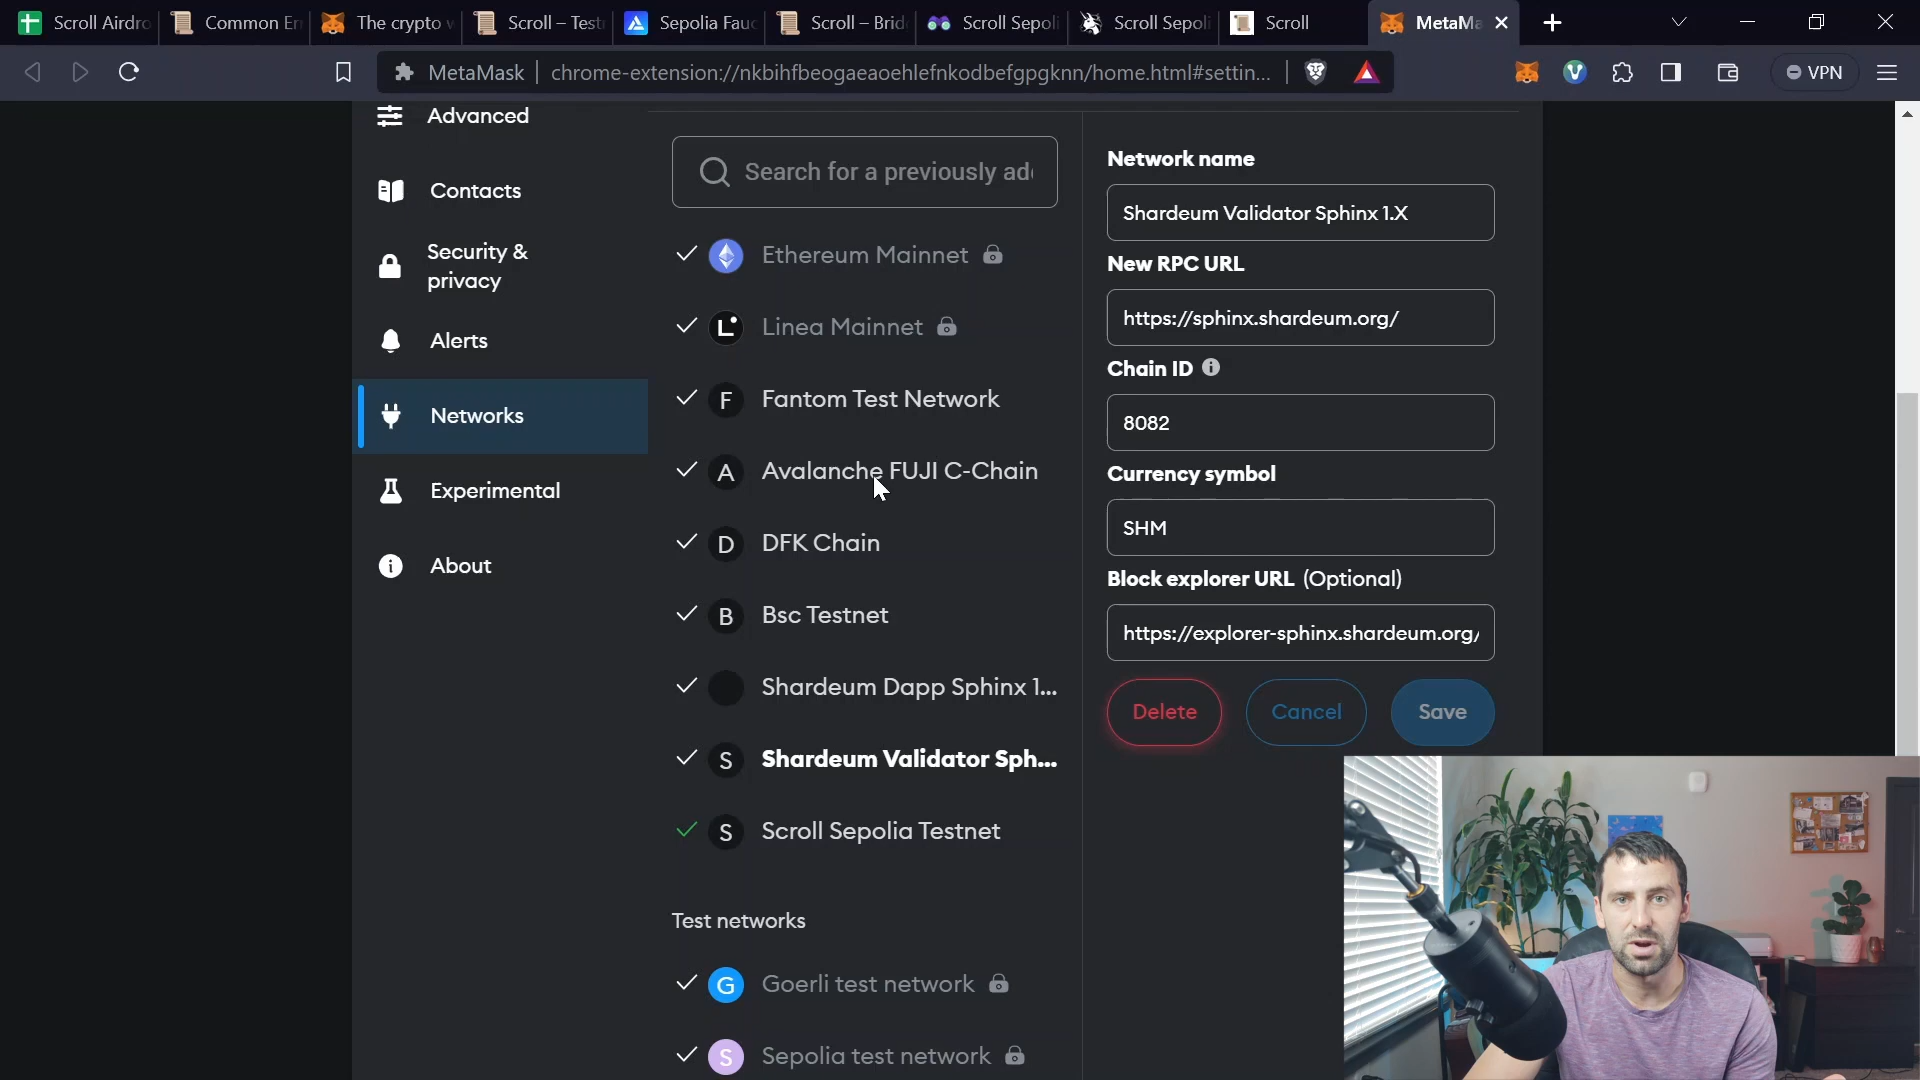 Scroll Airdro
Common Er
The crypto w
Scroll – Test
Sepolia Fauc
Scroll – Brid
Scroll Sepoli
Scroll Sepol
Scroll
MetaMa
MetaMask
chrome-extension://nkbihfbeogaeaoehlefnkodbefgpgknn/home.html#settin...
VPN
Advanced
Contacts
Security &
privacy
Alerts
Networks
Experimental
About
Search for a previously ad
Ethereum Mainnet
L Linea Mainnet
F Fantom Test Network
A Avalanche FUJI C-Chain
D DFK Chain
B Bsc Testnet
Shardeum Dapp Sphinx 1...
S Shardeum Validator Sph...
S Scroll Sepolia Testnet
Test networks
G Goerli test network
S Sepolia test network
Network name
Shardeum Validator Sphinx 1.X
New RPC URL
https://sphinx.shardeum.org/
Chain ID
8082
Currency symbol
SHM
Block explorer URL (Optional)
https://explorer-sphinx.shardeum.org/
Delete
Cancel
Save